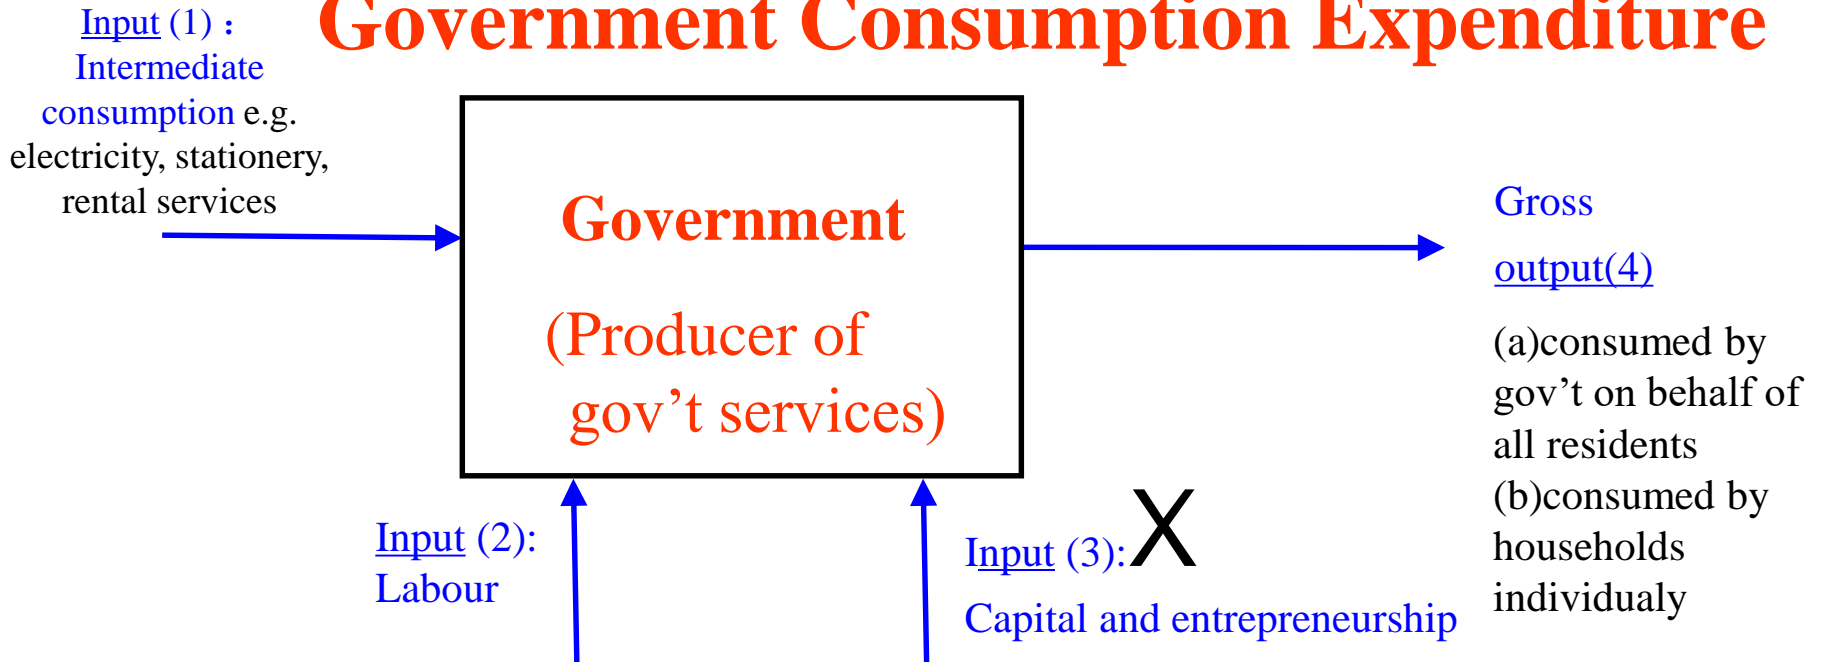 Government Consumption Expenditure
Input (1) :
Intermediate
consumption e.g.
electricity, stationery,
rental services
Government
(Producer of
gov’t services)
Gross
output(4)
(a)consumed by
gov’t on behalf of
all residents
(b)consumed by
households
individualy
Input (2):
Labour
Input (3): X
Capital and entrepreneurship